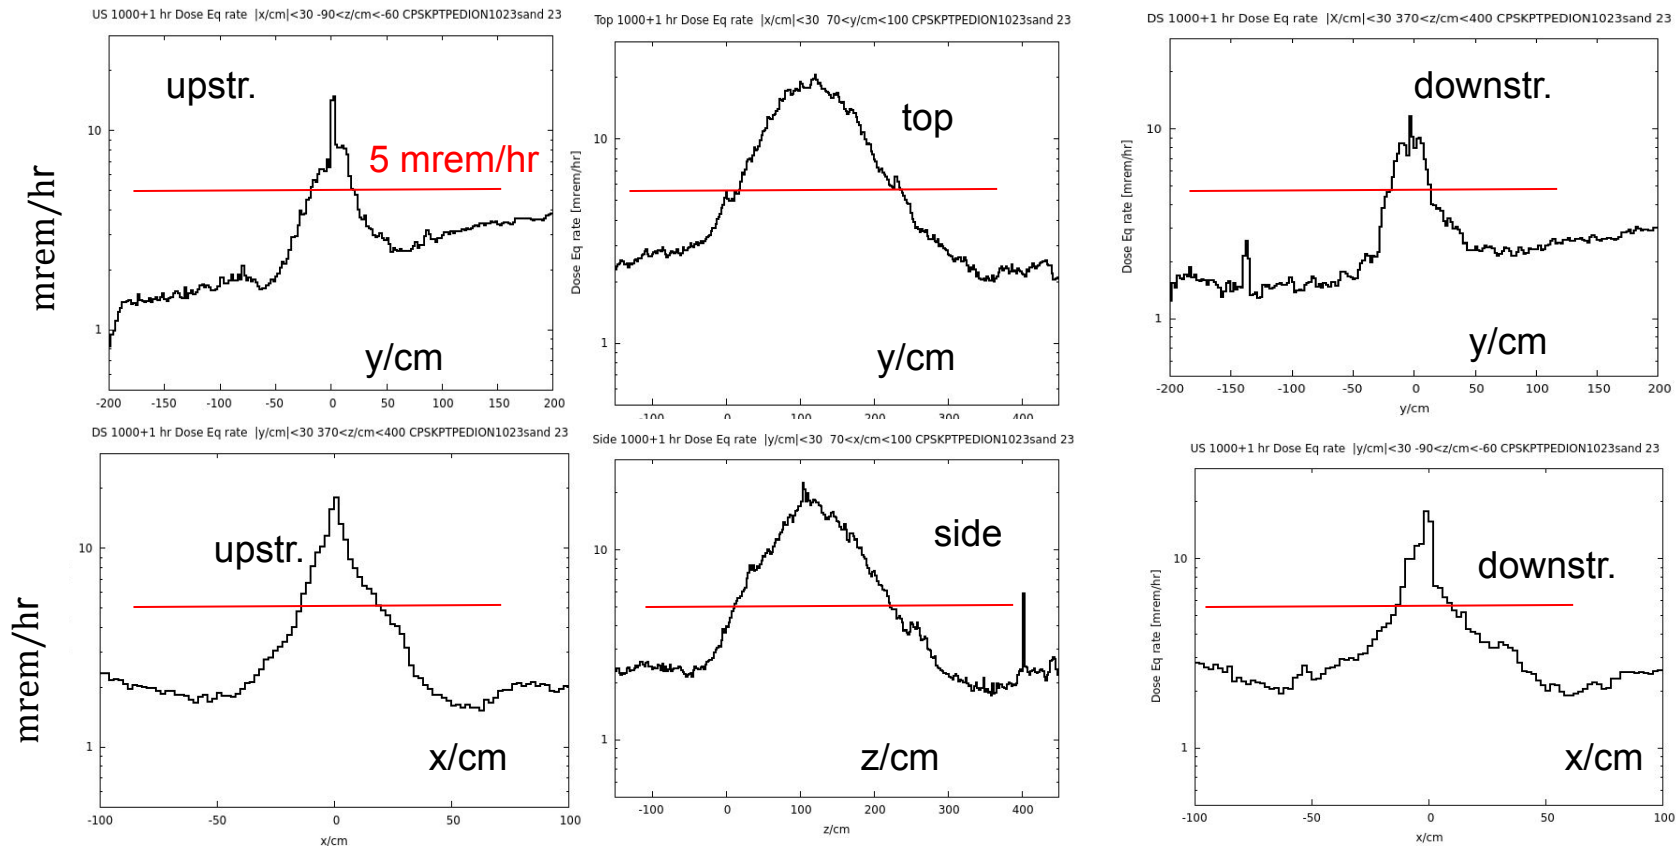 US 1000+1 hr Dose Eq rate |x/cm|<30 -90<z/cm<-60 CPSKPTPEDION1023sand 23
upstr.
5 mrem/hr
mrem/hr
10
1
y/cm
-200 -150 -100 -50 0 50 100 150 200
Top 1000+1 hr Dose Eq rate |x/cm|<30 70<y/cm<100 CPSKPTPEDION1023sand 23
top
Dose Eq rate [mrem/hr]
10
1
y/cm
-100 0 100 200 300 400
DS 1000+1 hr Dose Eq rate |X/cm|<30 370<z/cm<400 CPSKPTPEDION1023sand 23
downstr.
Dose Eq rate [mrem/hr]
10
1
y/cm
-200 -150 -100 -50 0 50 100 150 200
y/cm
DS 1000+1 hr Dose Eq rate |y/cm|<30 370<z/cm<400 CPSKPTPEDION1023sand 23
upstr.
mrem/hr
10
1
x/cm
-100 -50 0 50 100
x/cm
Side 1000+1 hr Dose Eq rate |y/cm|<30 70<x/cm<100 CPSKPTPEDION1023sand 23
side
10
1
z/cm
-100 0 100 200 300 400
z/cm
US 1000+1 hr Dose Eq rate |y/cm|<30 -90<z/cm<-60 CPSKPTPEDION1023sand 23
downstr.
Dose Eq rate [mrem/hr]
10
1
x/cm
-100 -50 0 50 100
x/cm